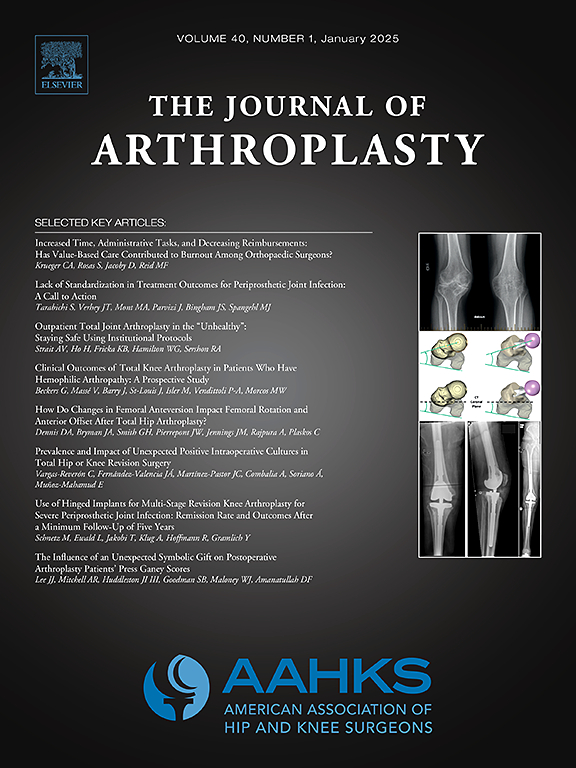 VOLUME 40, NUMBER 1, January 2025
ELSEVIER
THE JOURNAL OF
ARTHROPLASTY
SELECTED KEY ARTICLES:
Increased Time, Administrative Tasks, and Decreasing Reimbursements:
Has Value-Based Care Contributed to Burnout Among Orthopaedic Surgeons?
Krueger CA, Rosas S, Jacoby D, Reid MF
Lack of Standardization in Treatment Outcomes for Periprosthetic Joint Infection:
A Call to Action
Tarabichi S, Verhey JT, Mont MA, Parvizi J, Bingham JS, Spangehl MJ
Outpatient Total Joint Arthroplasty in the “Unhealthy”:
Staying Safe Using Institutional Protocols
Strait AV, Ho H, Fricka KB, Hamilton WG, Sershon RA
Clinical Outcomes of Total Knee Arthroplasty in Patients Who Have
Hemophilic Arthropathy: A Prospective Study
Beckers G, Massé V, Barry J, St-Louis J, Isler M, Vendittoli P-A, Morcos MW
How Do Changes in Femoral Anteversion Impact Femoral Rotation and
Anterior Offset After Total Hip Arthroplasty?
Dennis DA, Bryman JA, Smith GH, Pierrepont JW, Jennings JM, Rajpura A, Plaskos C
Prevalence and Impact of Unexpected Positive Intraoperative Cultures in
Total Hip or Knee Revision Surgery
Vargas-Reverón C, Fernández-Valencia JÁ, Martínez-Pastor JC, Combalia A, Soriano Á,
Muñoz-Mahamud E
Use of Hinged Implants for Multi-Stage Revision Knee Arthroplasty for
Severe Periprosthetic Joint Infection: Remission Rate and Outcomes After
a Minimum Follow-Up of Five Years
Schnetz M, Ewald L, Jakobi T, Klug A, Hoffmann R, Gramlich Y
The Influence of an Unexpected Symbolic Gift on Postoperative
Arthroplasty Patients’ Press Ganey Scores
Lee JJ, Mitchell AR, Huddleston JI III, Goodman SB, Maloney WJ, Amanatullah DF
CT
Coronal
Plane
AAHKS
AMERICAN ASSOCIATION OF
HIP AND KNEE SURGEONS